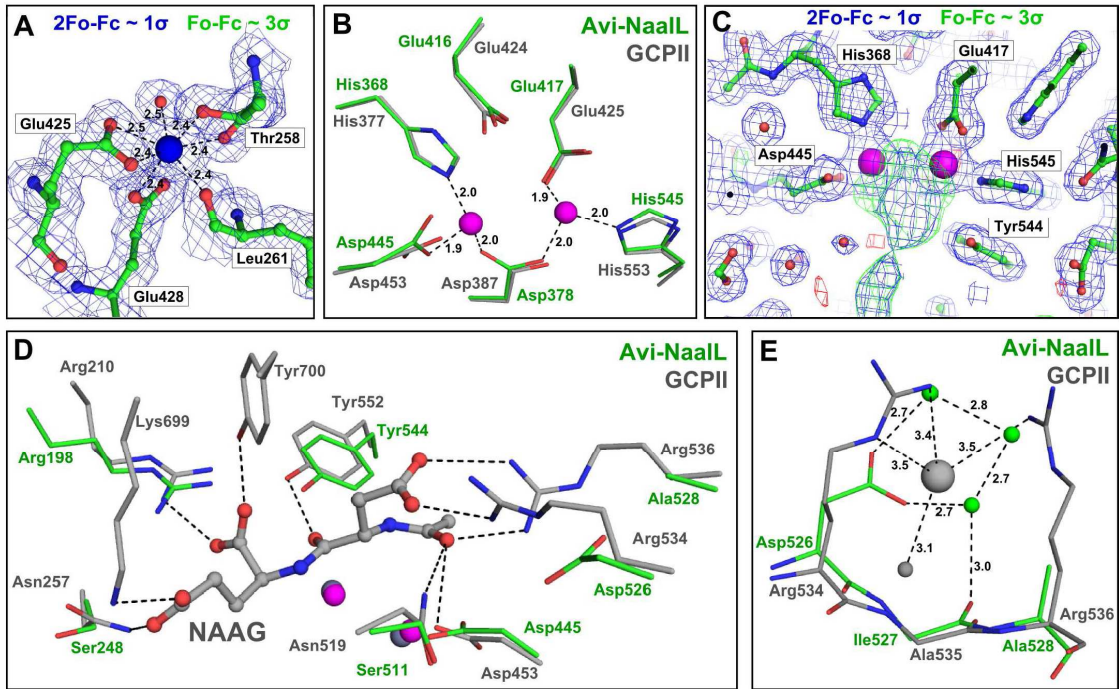 A
2Fo-Fc ~ 1σ Fo-Fc ~ 3σ
Glu425
2.5
2.5
2.4
Thr258
2.4
2.4
2.4
2.4
Leu261
Glu428
B
Avi-NaalL
GCPII
Glu416
Glu424
His368
His377
Glu417
Glu425
2.0
1.9
His545
2.0
Asp445
1.9
2.0
2.0
His553
Asp453
Asp387
Asp378
C
2Fo-Fc ~ 1σ Fo-Fc ~ 3σ
His368
Glu417
Asp445
His545
Tyr544
D
Avi-NaalL
GCPII
Arg210
Tyr700
Lys699
Tyr552
Tyr544
Arg198
Arg536
Ala528
Arg534
Asn257
Asp526
NAAG
Asn519
Asp445
Ser248
Ser511
Asp453
E
Avi-NaalL
GCPII
2.7
2.8
3.4
3.5
3.5
2.7
2.7
Asp526
3.1
3.0
Arg534
Arg536
Ile527
Ala535
Ala528